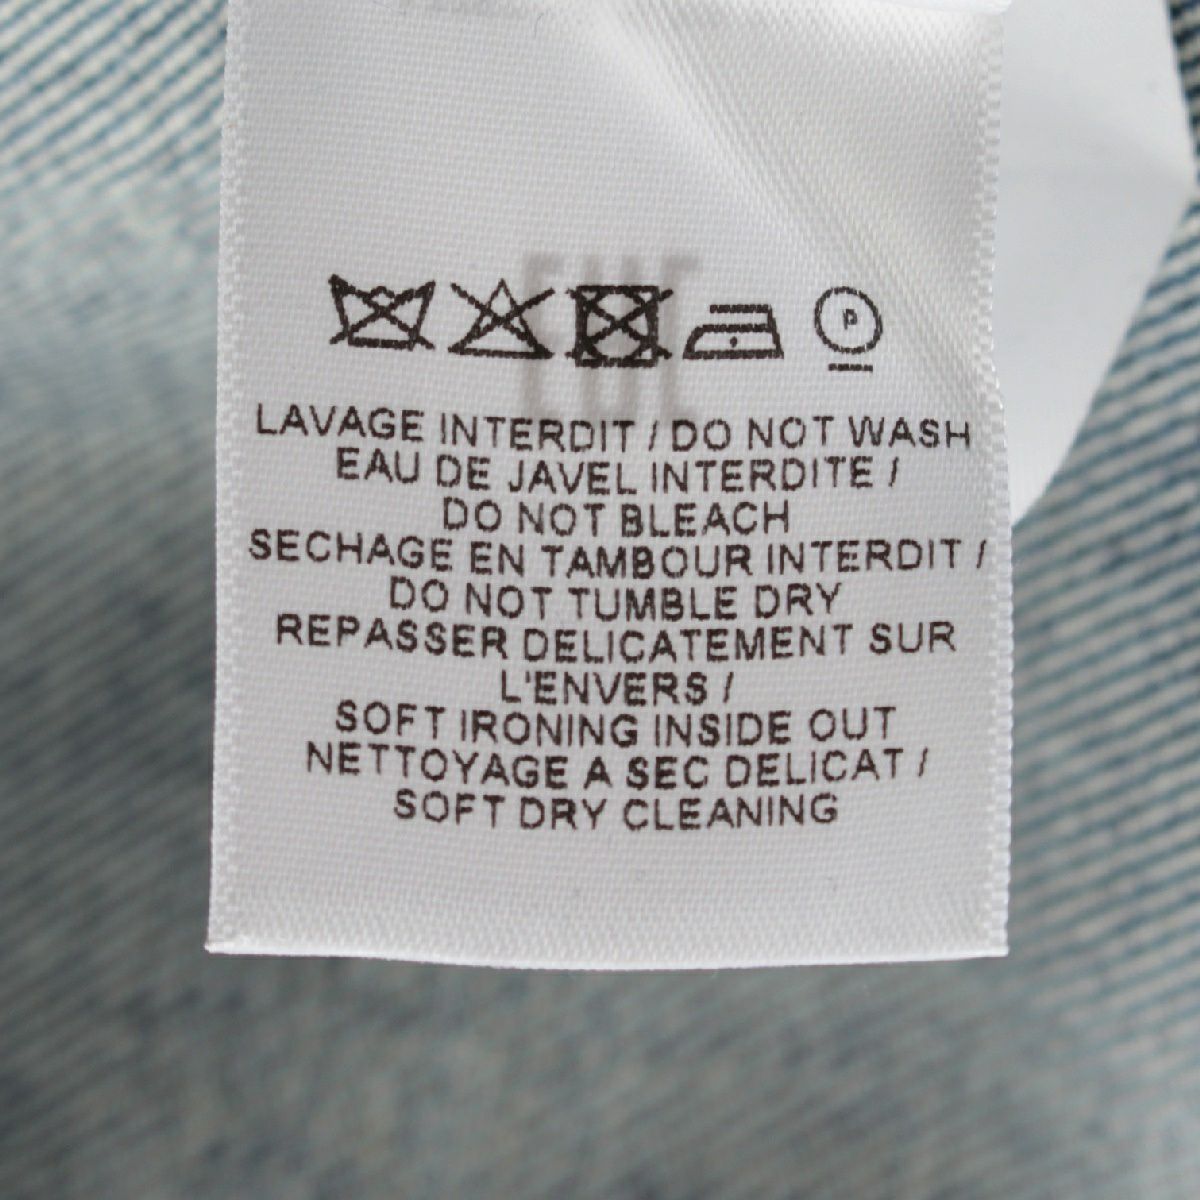 P
LAVAGE INTERDIT / DO NOT WASH
EAU DE JAVEL INTERDITE /
DO NOT BLEACH
SECHAGE EN TAMBOUR INTERDIT /
DO NOT TUMBLE DRY
REPASSER DELICATEMENT SUR
L'ENVERS /
SOFT IRONING INSIDE OUT
NETTOYAGE A SEC DELICAT /
SOFT DRY CLEANING